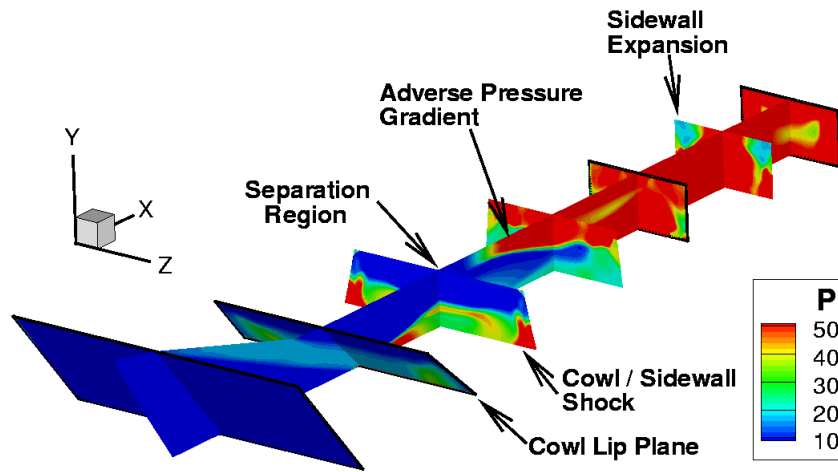 Sidewall
Expansion
Adverse Pressure
Gradient
Separation
Region
Y
X
Z
P
50
40
30
20
10
Cowl / Sidewall
Shock
Cowl Lip Plane